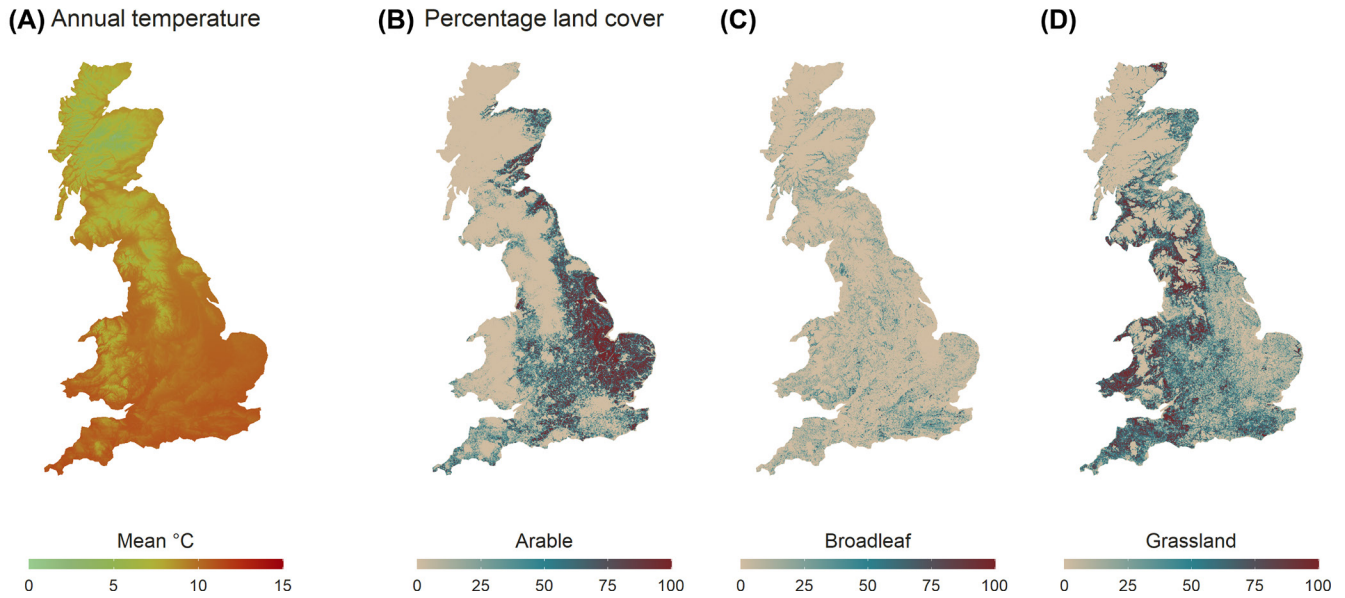 (A) Annual temperature
(B) Percentage land cover
(C)
(D)
Mean °C
0 5 10 15
Arable
0 25 50 75 100
Broadleaf
0 25 50 75 100
Grassland
0 25 50 75 100